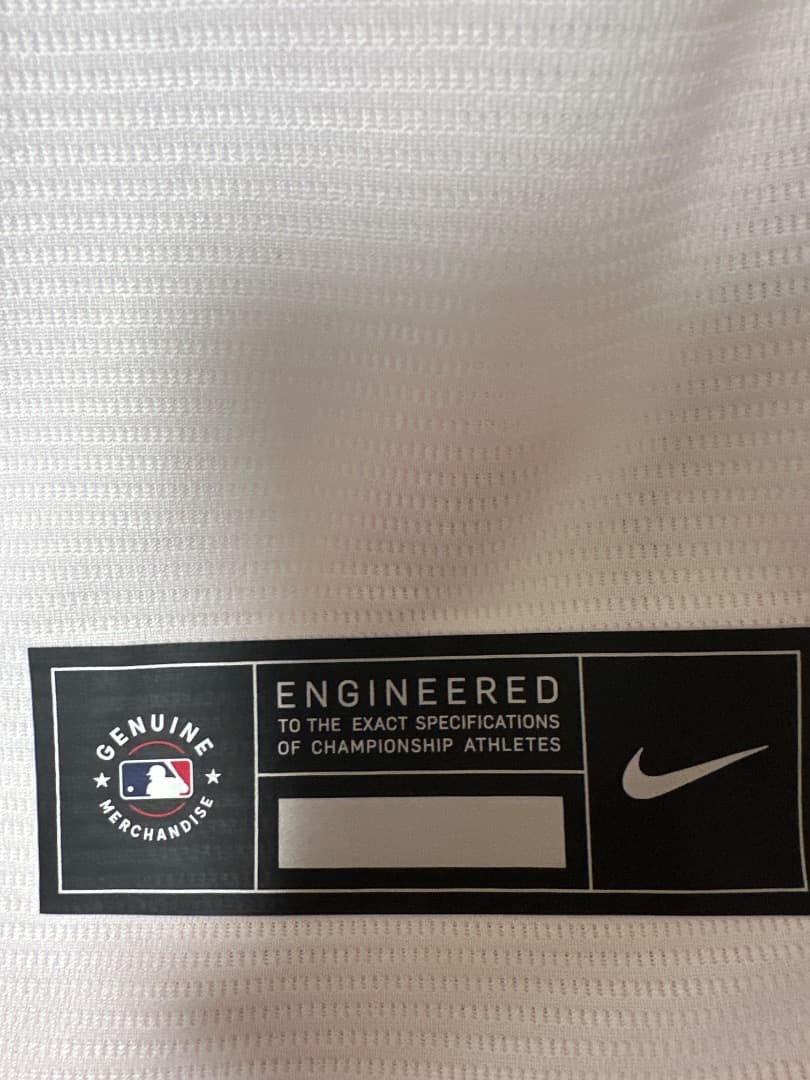 GENUINE
MERCHANDISE
ENGINEERED
TO THE EXACT SPECIFICATIONS
OF CHAMPIONSHIP ATHLETES